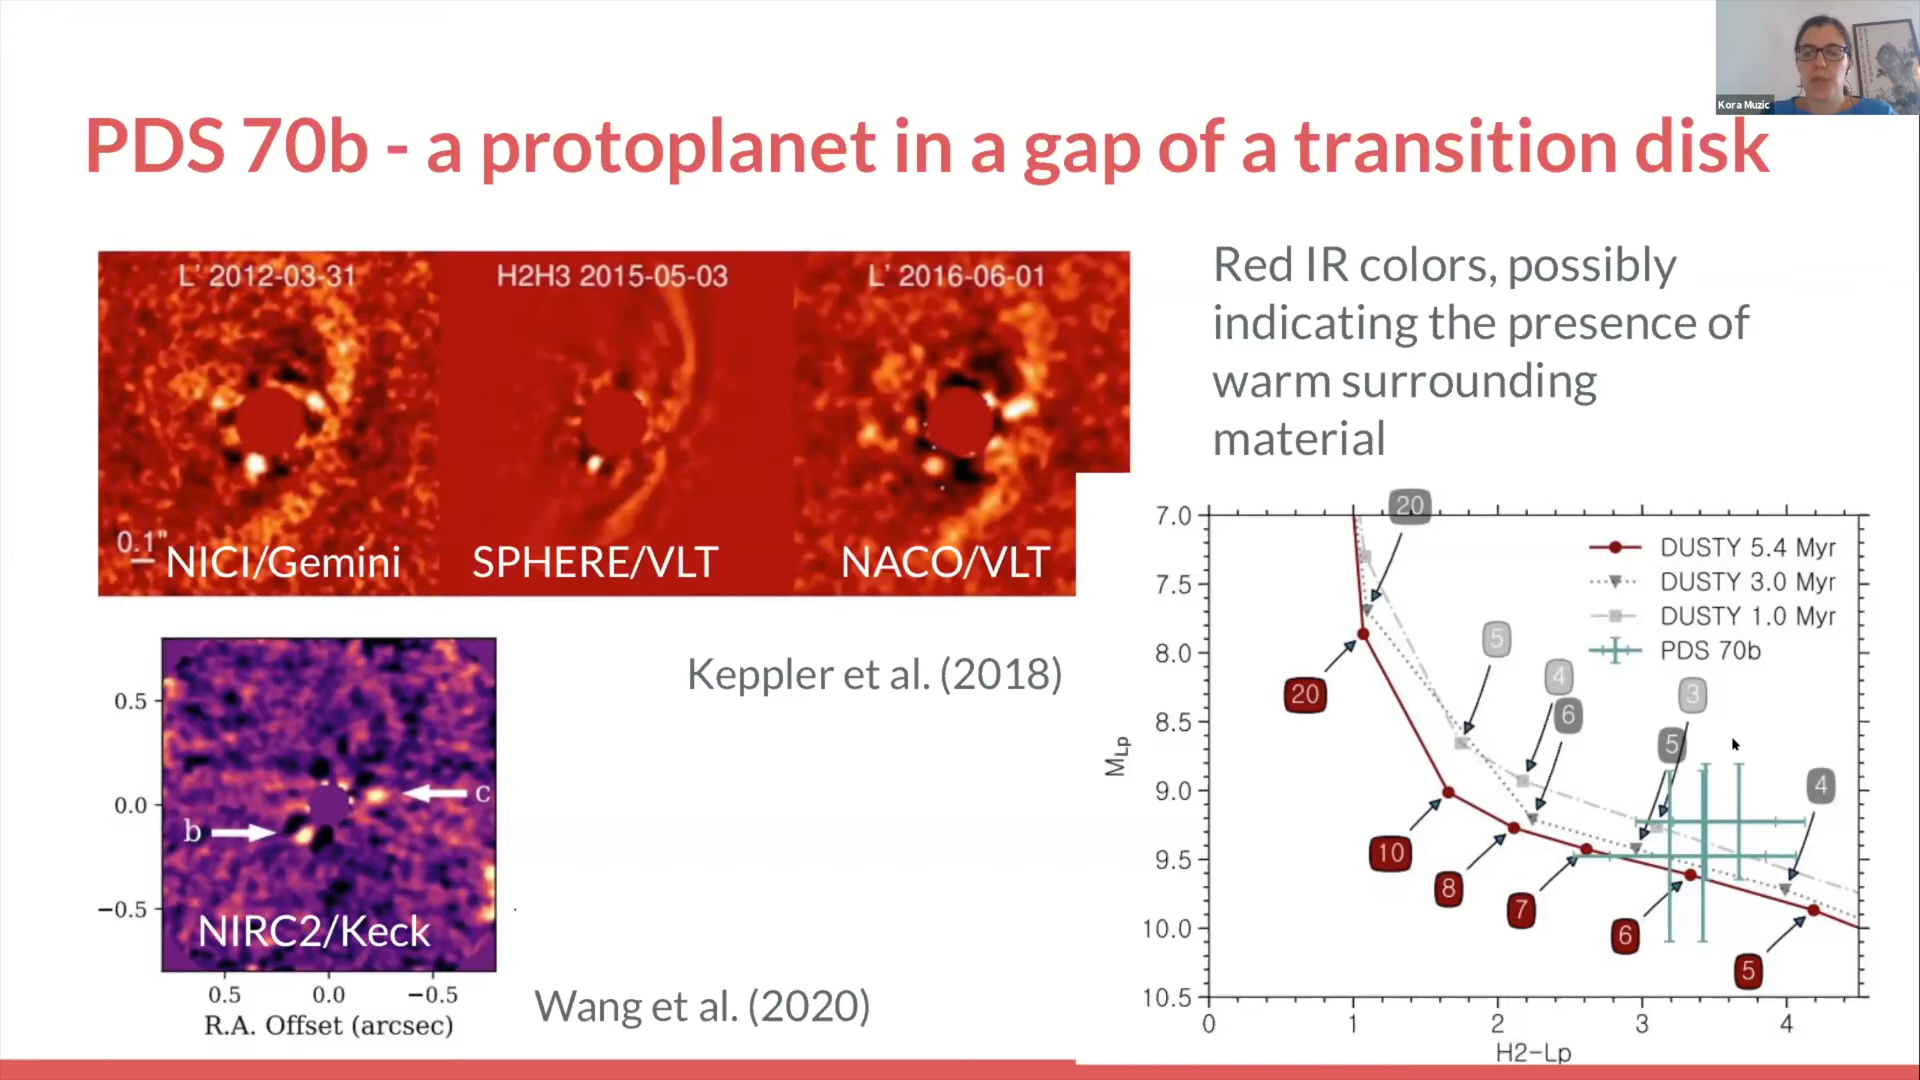 Kora Muzic
PDS 70b - a protoplanet in a gap of a transition disk
L' 2012-03-31
H2H3 2015-05-03
L' 2016-06-01
0.1"
NICI/Gemini
SPHERE/VLT
NACO/VLT
Red IR colors, possibly
indicating the presence of
warm surrounding
material
Keppler et al. (2018)
0.5
0.0
−0.5
b
c
NIRC2/Keck
0.5
0.0
−0.5
R.A. Offset (arcsec)
Wang et al. (2020)
7.0
7.5
8.0
8.5
9.0
9.5
10.0
10.5
MLp
0
1
2
3
4
H2−Lp
DUSTY 5.4 Myr
DUSTY 3.0 Myr
DUSTY 1.0 Myr
PDS 70b
20
5
4
6
3
5
4
20
10
8
7
6
5